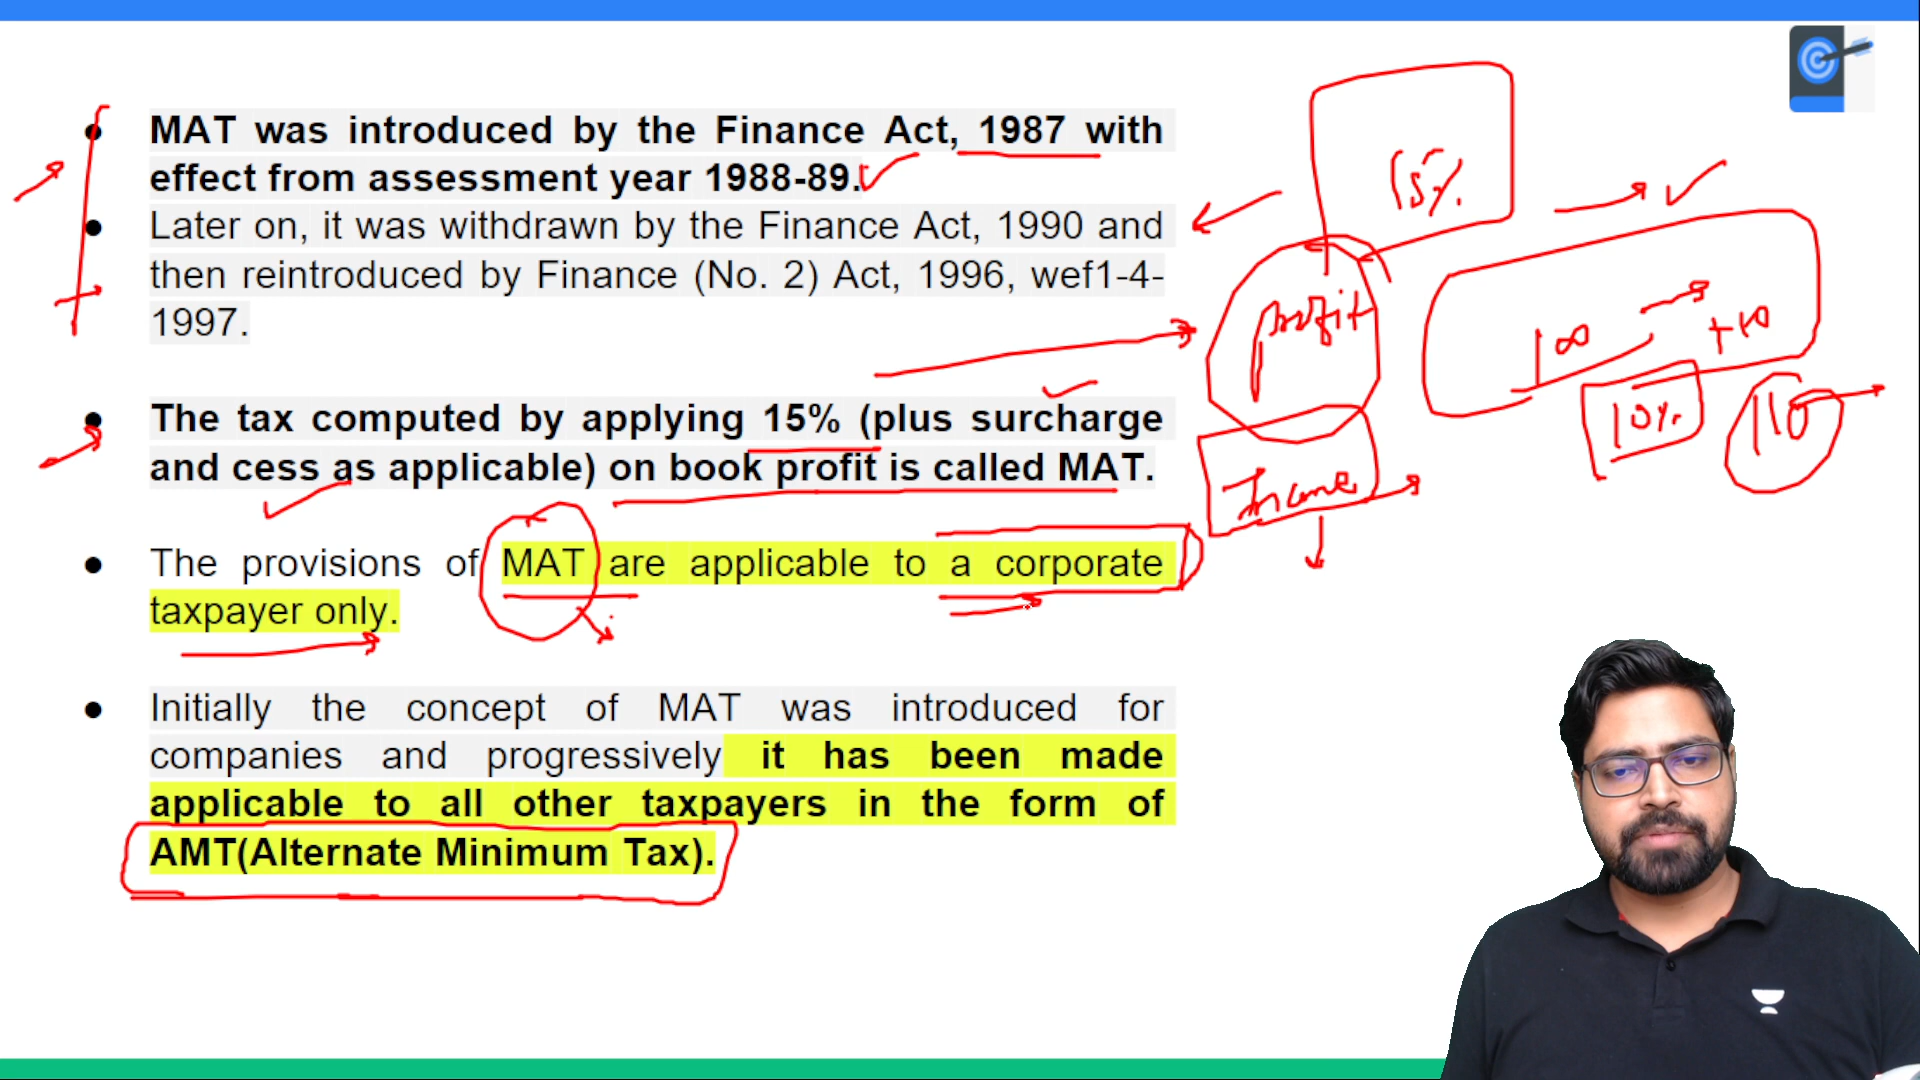 MAT was introduced by the Finance Act, 1987 with
effect from assessment year 1988-89.
Later on, it was withdrawn by the Finance Act, 1990 and
then reintroduced by Finance (No. 2) Act, 1996, wef1-4-
1997.
The tax computed by applying 15% (plus surcharge
and cess as applicable) on book profit is called MAT.
The provisions of MAT are applicable to a corporate
taxpayer only.
Initially the concept of MAT was introduced for
companies and progressively it has been made
applicable to all other taxpayers in the form of
AMT(Alternate Minimum Tax).
15%
profit
Income
100
+10
10%
110